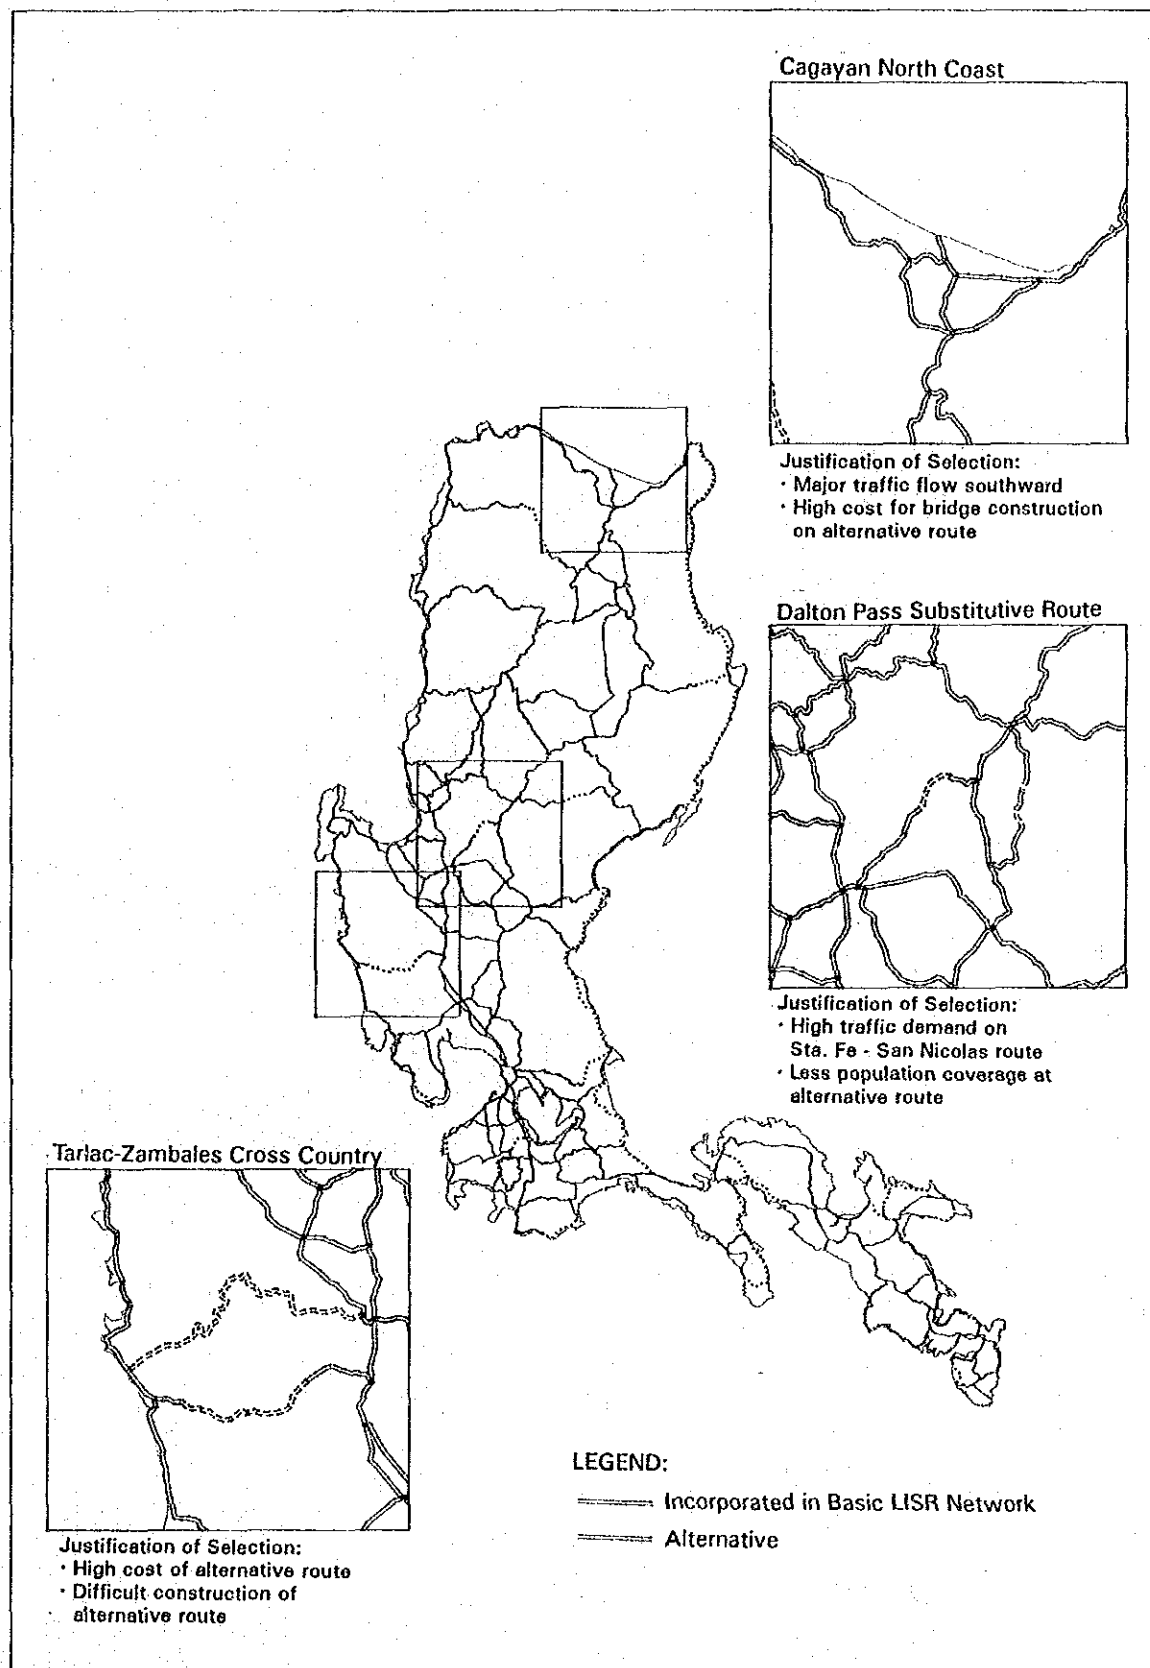 Cagayan North Coast
Justification of Selection:
· Major traffic flow southward
· High cost for bridge construction
on alternative route
Dalton Pass Substitutive Route
Justification of Selection:
· High traffic demand on
Sta. Fe - San Nicolas route
· Less population coverage at
alternative route
Tarlac-Zambales Cross Country
Justification of Selection:
· High cost of alternative route
· Difficult construction of
alternative route
LEGEND:
Incorporated in Basic LISR Network
Alternative